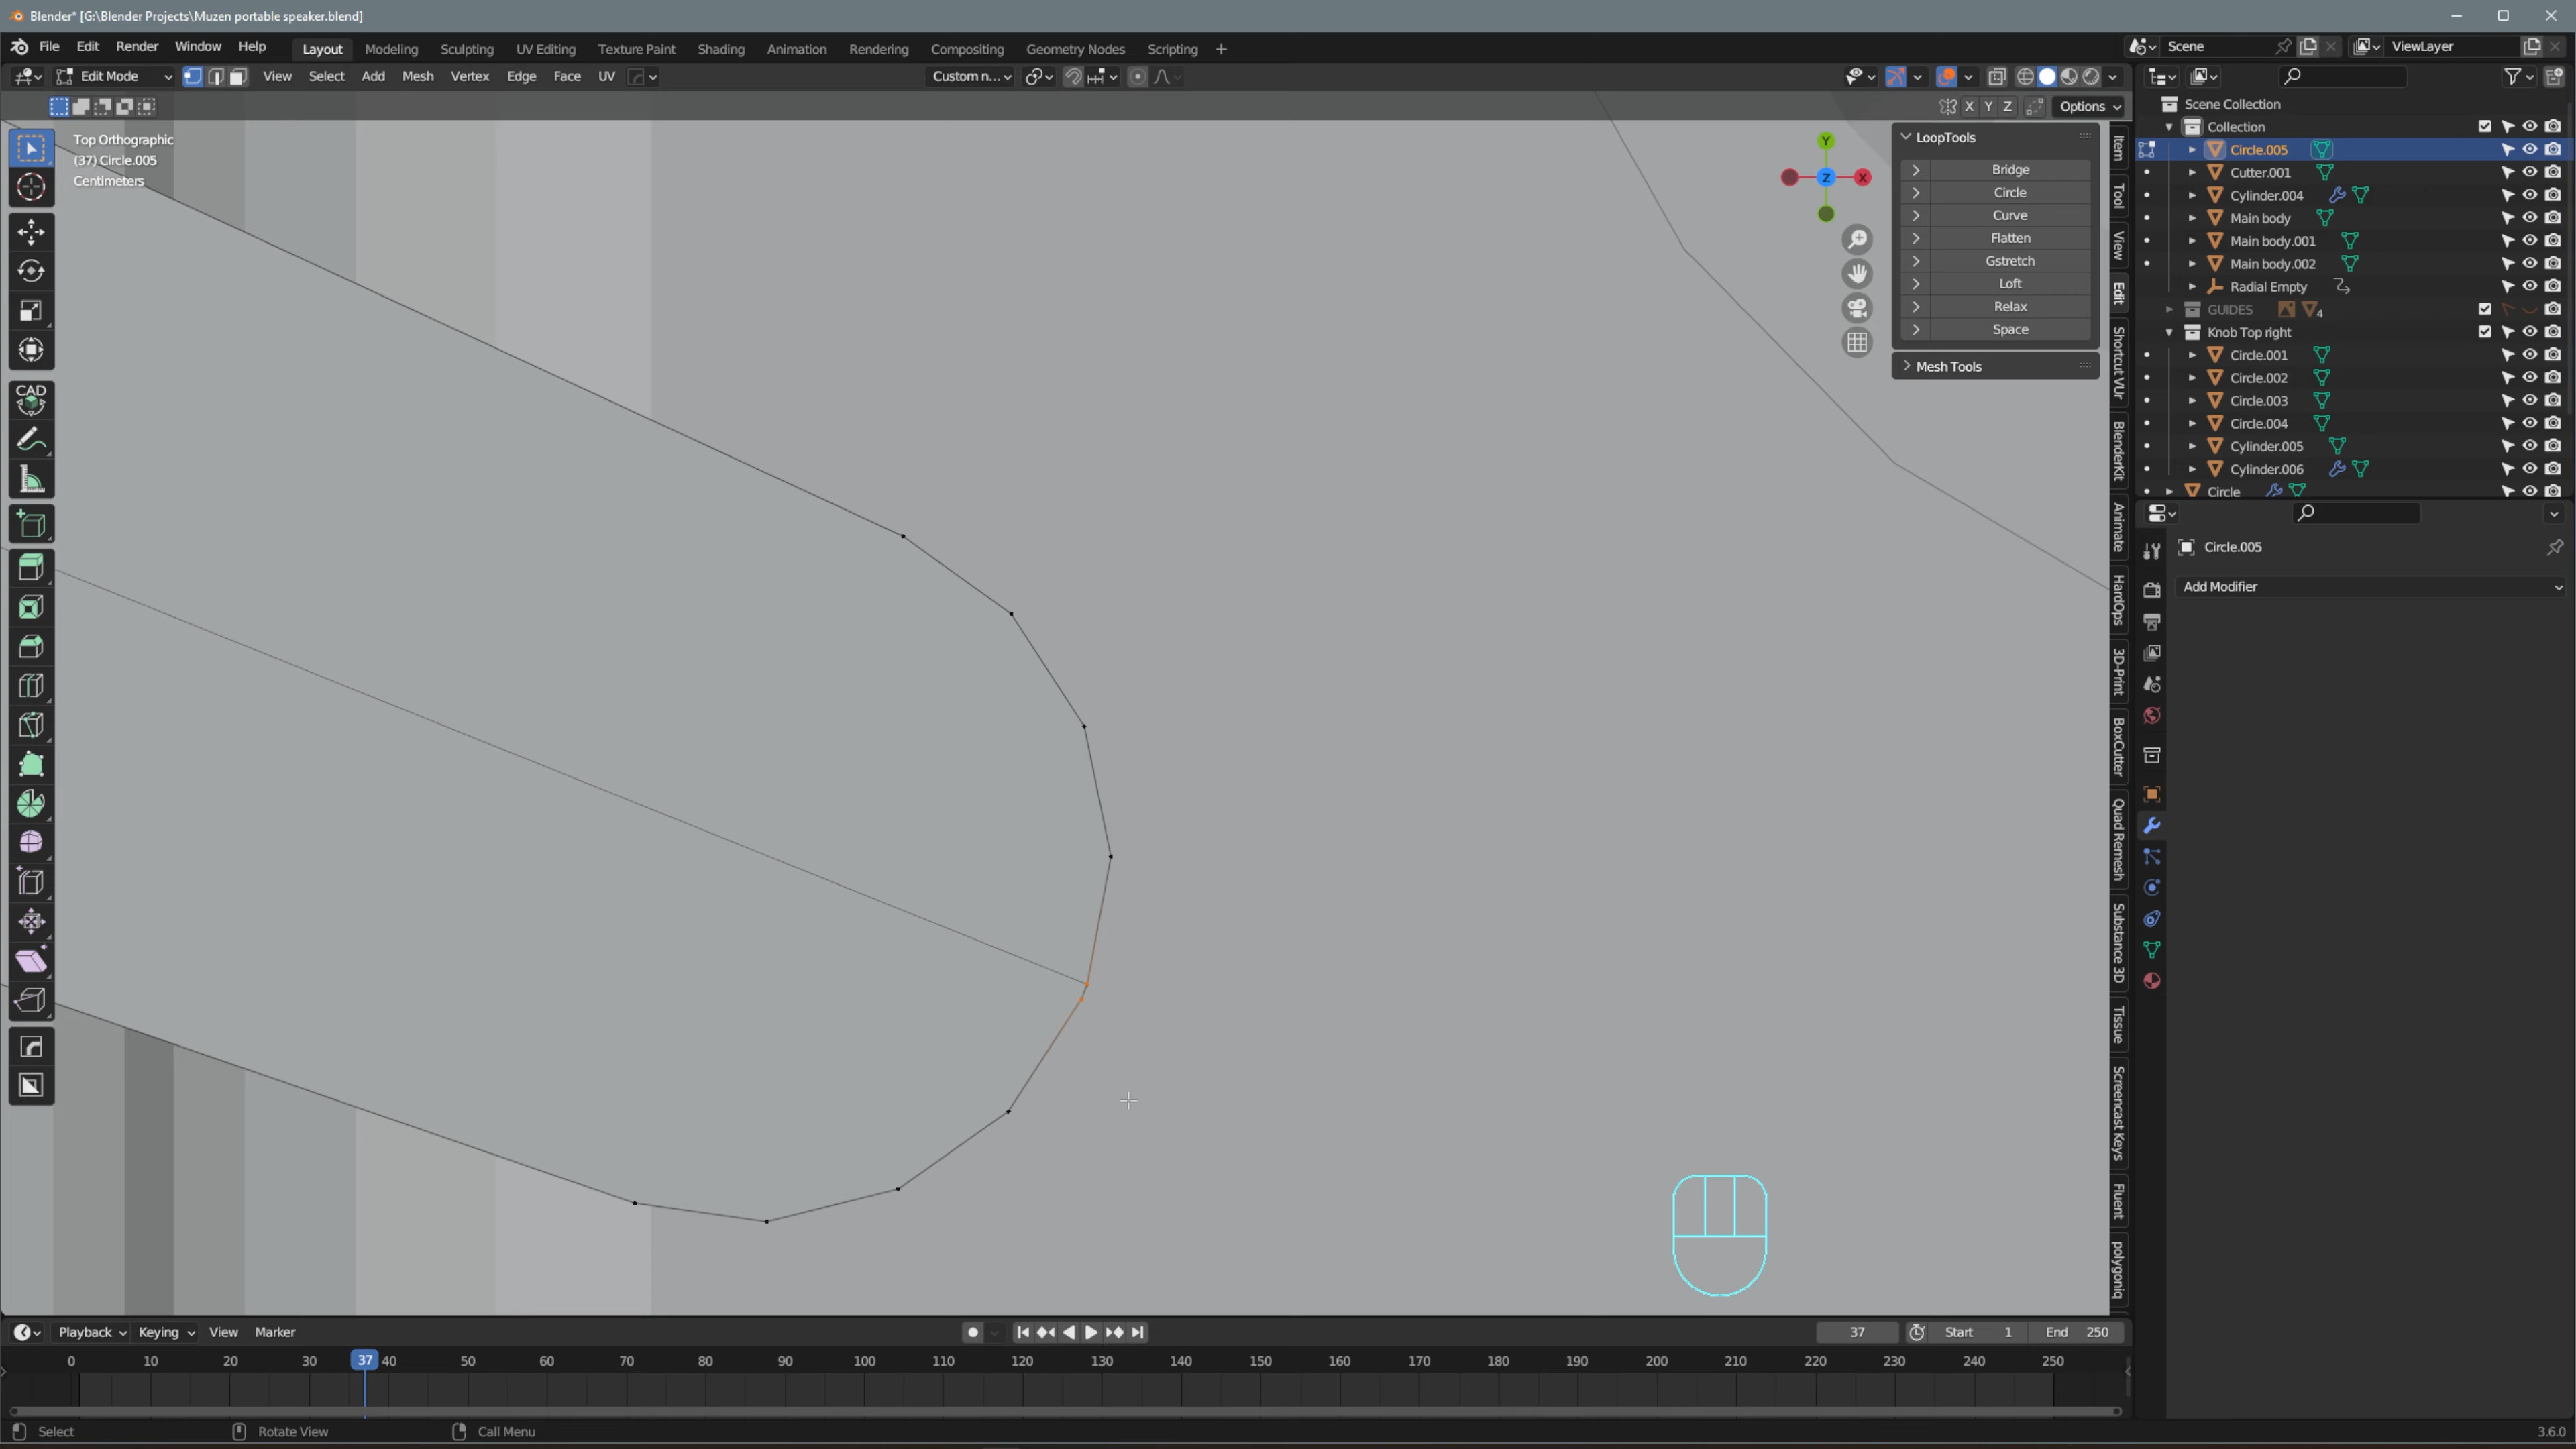 Blender* [G:\Blender Projects\Muzen portable speaker.blend]
File Edit Render Window Help
Layout Modeling Sculpting UV Editing Texture Paint Shading Animation Rendering Compositing Geometry Nodes Scripting +
Scene
ViewLayer
Edit Mode View Select Add Mesh Vertex Edge Face UV
Custom n...
X Y Z Options
Top Orthographic
(37) Circle.005
Centimeters
CAD
Y
Z
X
LoopTools
Bridge
Circle
Curve
Flatten
Gstretch
Loft
Relax
Space
Mesh Tools
Item
Tool
View
Edit
Shortcut VUr
BlenderKit
Animate
HardOps
3D-Print
BoxCutter
Quad Remesh
Substance 3D
Tissue
Screencast Keys
Fluent
polygoniq
Scene Collection
Collection
Circle.005
Cutter.001
Cylinder.004
Main body
Main body.001
Main body.002
Radial Empty
GUIDES 4
Knob Top right
Circle.001
Circle.002
Circle.003
Circle.004
Cylinder.005
Cylinder.006
Circle
Circle.005
Add Modifier
Playback Keying View Marker
37 Start 1 End 250
0 10 20 30 37 40 50 60 70 80 90 100 110 120 130 140 150 160 170 180 190 200 210 220 230 240 250
Select Rotate View Call Menu
3.6.0